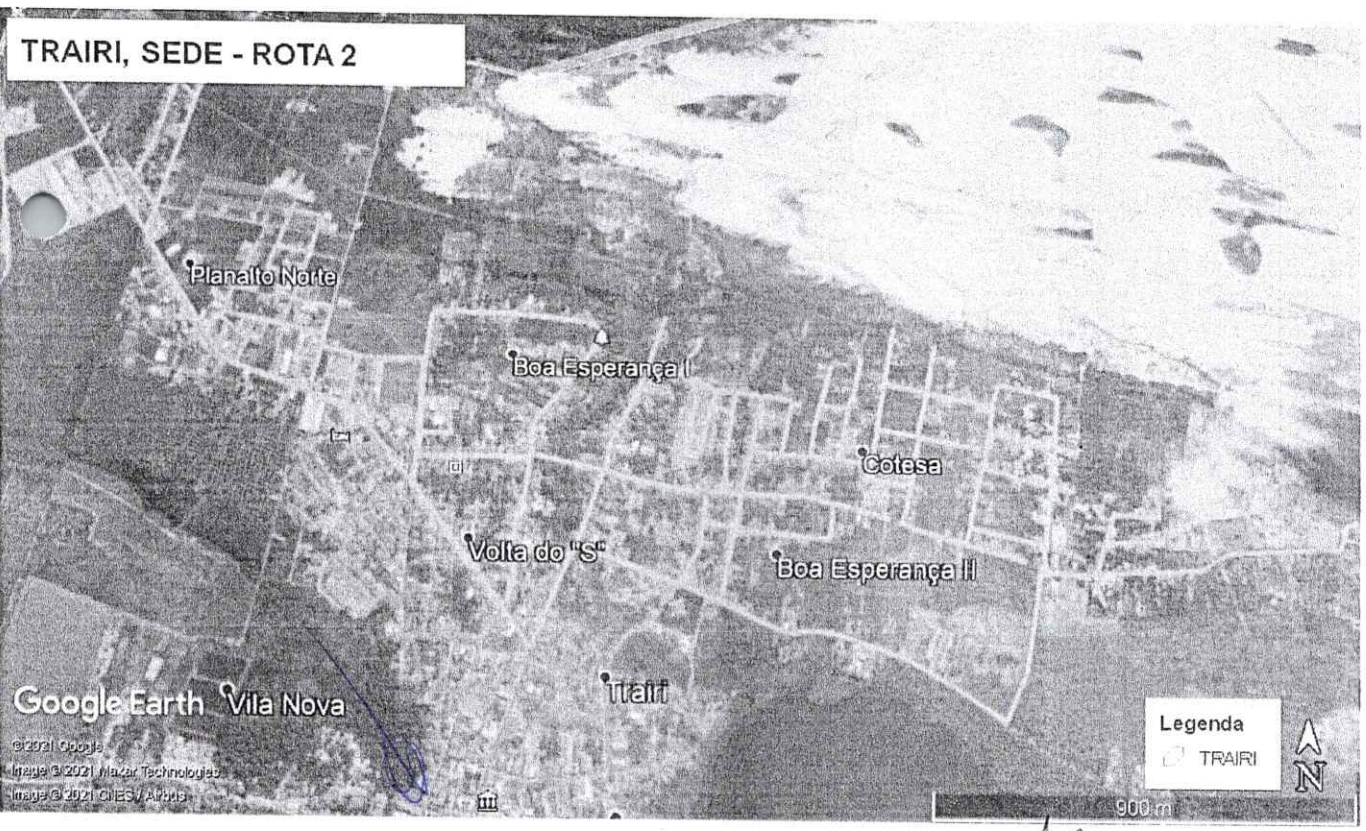 TRAIRI, SEDE - ROTA 2
Planalto Norte
Boa Esperança I
Cotesa
Volta do "S"
Boa Esperança II
Trairi
Vila Nova
Google Earth
© 2021 Google
Image © 2021 Maxar Technologies
Image © 2021 CNES / Airbus
Legenda
TRAIRI
N
900 m